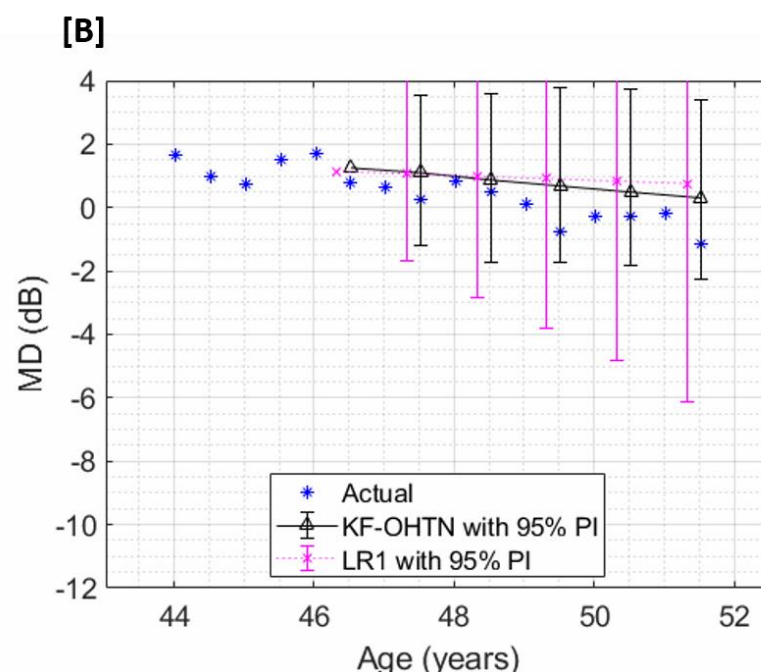 [B]
4
2
0
-2
-4
-6
-8
-10
-12
MD (dB)
Actual
KF-OHTN with 95% PI
LR1 with 95% PI
44 46 48 50 52
Age (years)